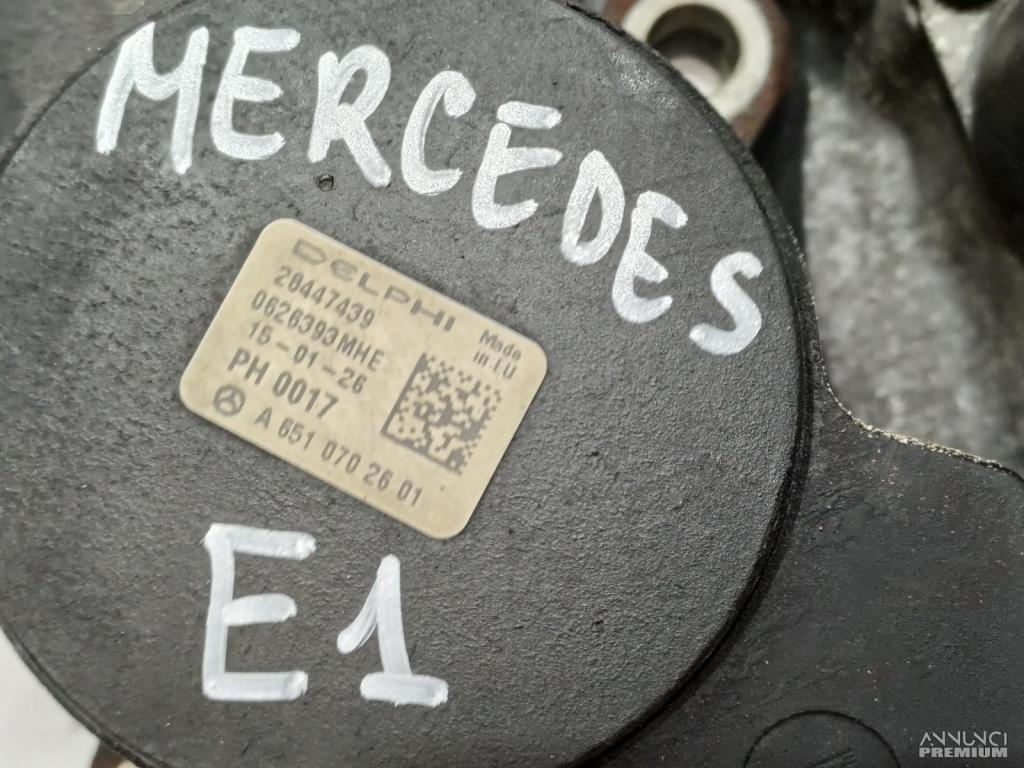 MERCEDES
DELPHI
28447439
Made
in EU
0626393MHE
15-01-26
PH 0017
A 651 070 26 01
E1
ANNUNCI
PREMIUM